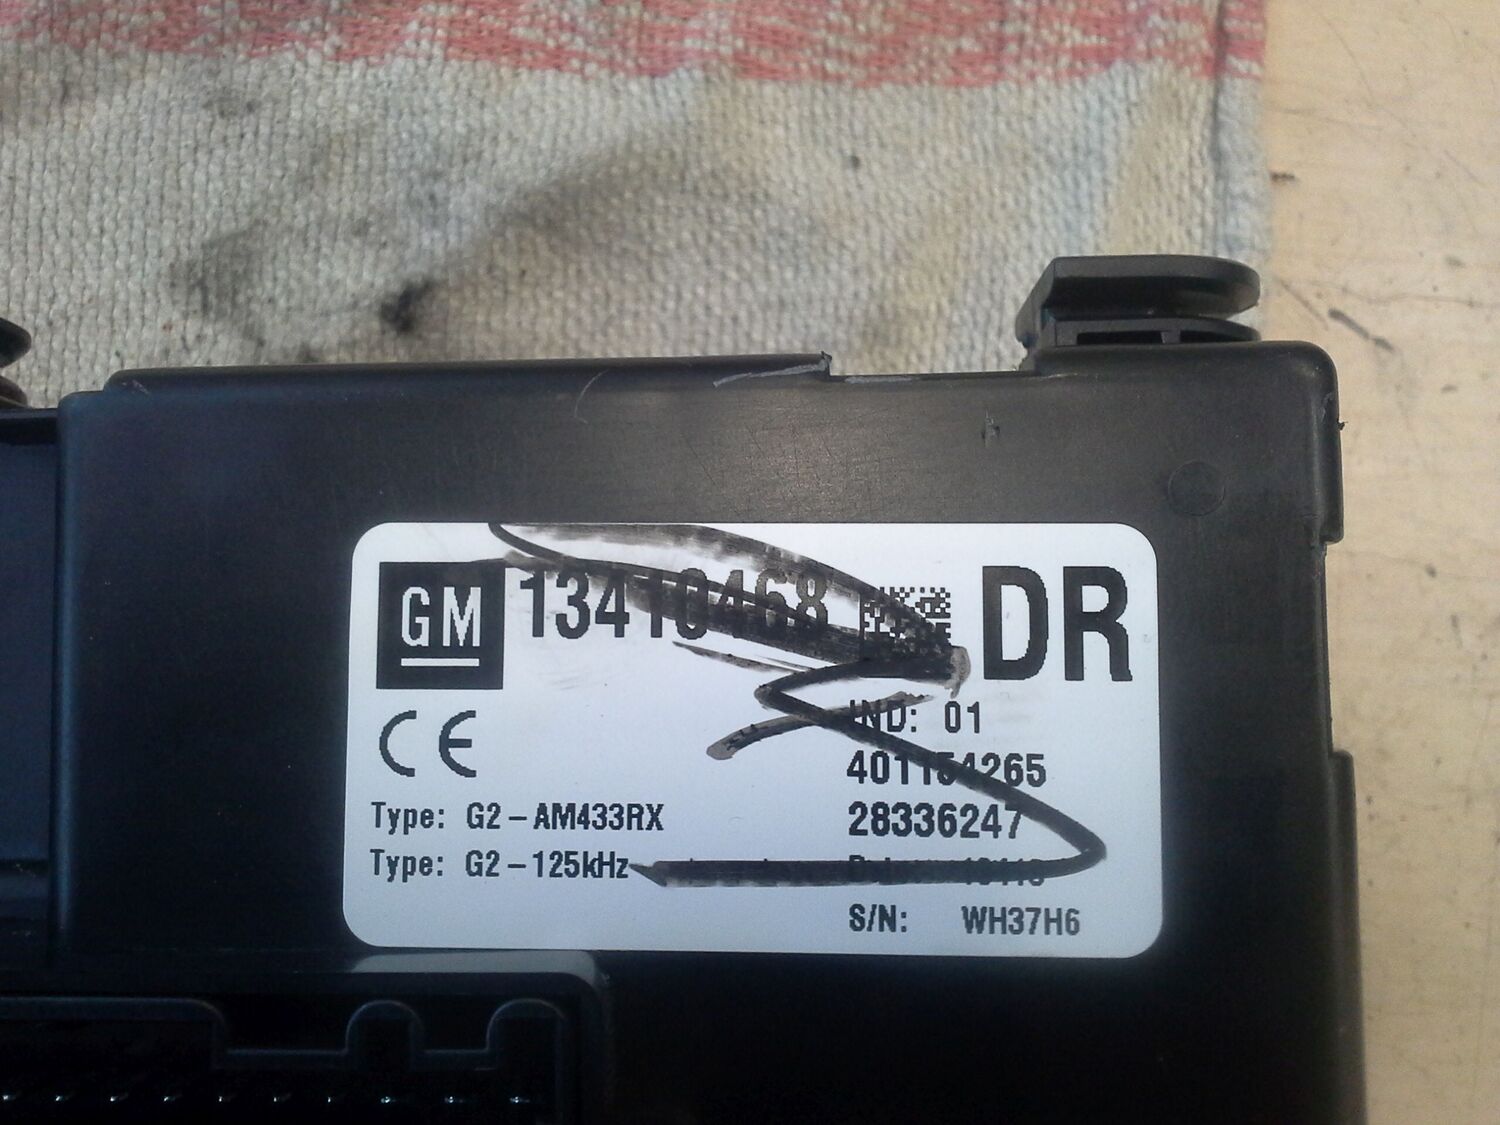 GM 13410468 DR
CE
IND: 01
401154265
Type: G2-AM433RX 28336247
Type: G2-125kHz
S/N: WH37H6